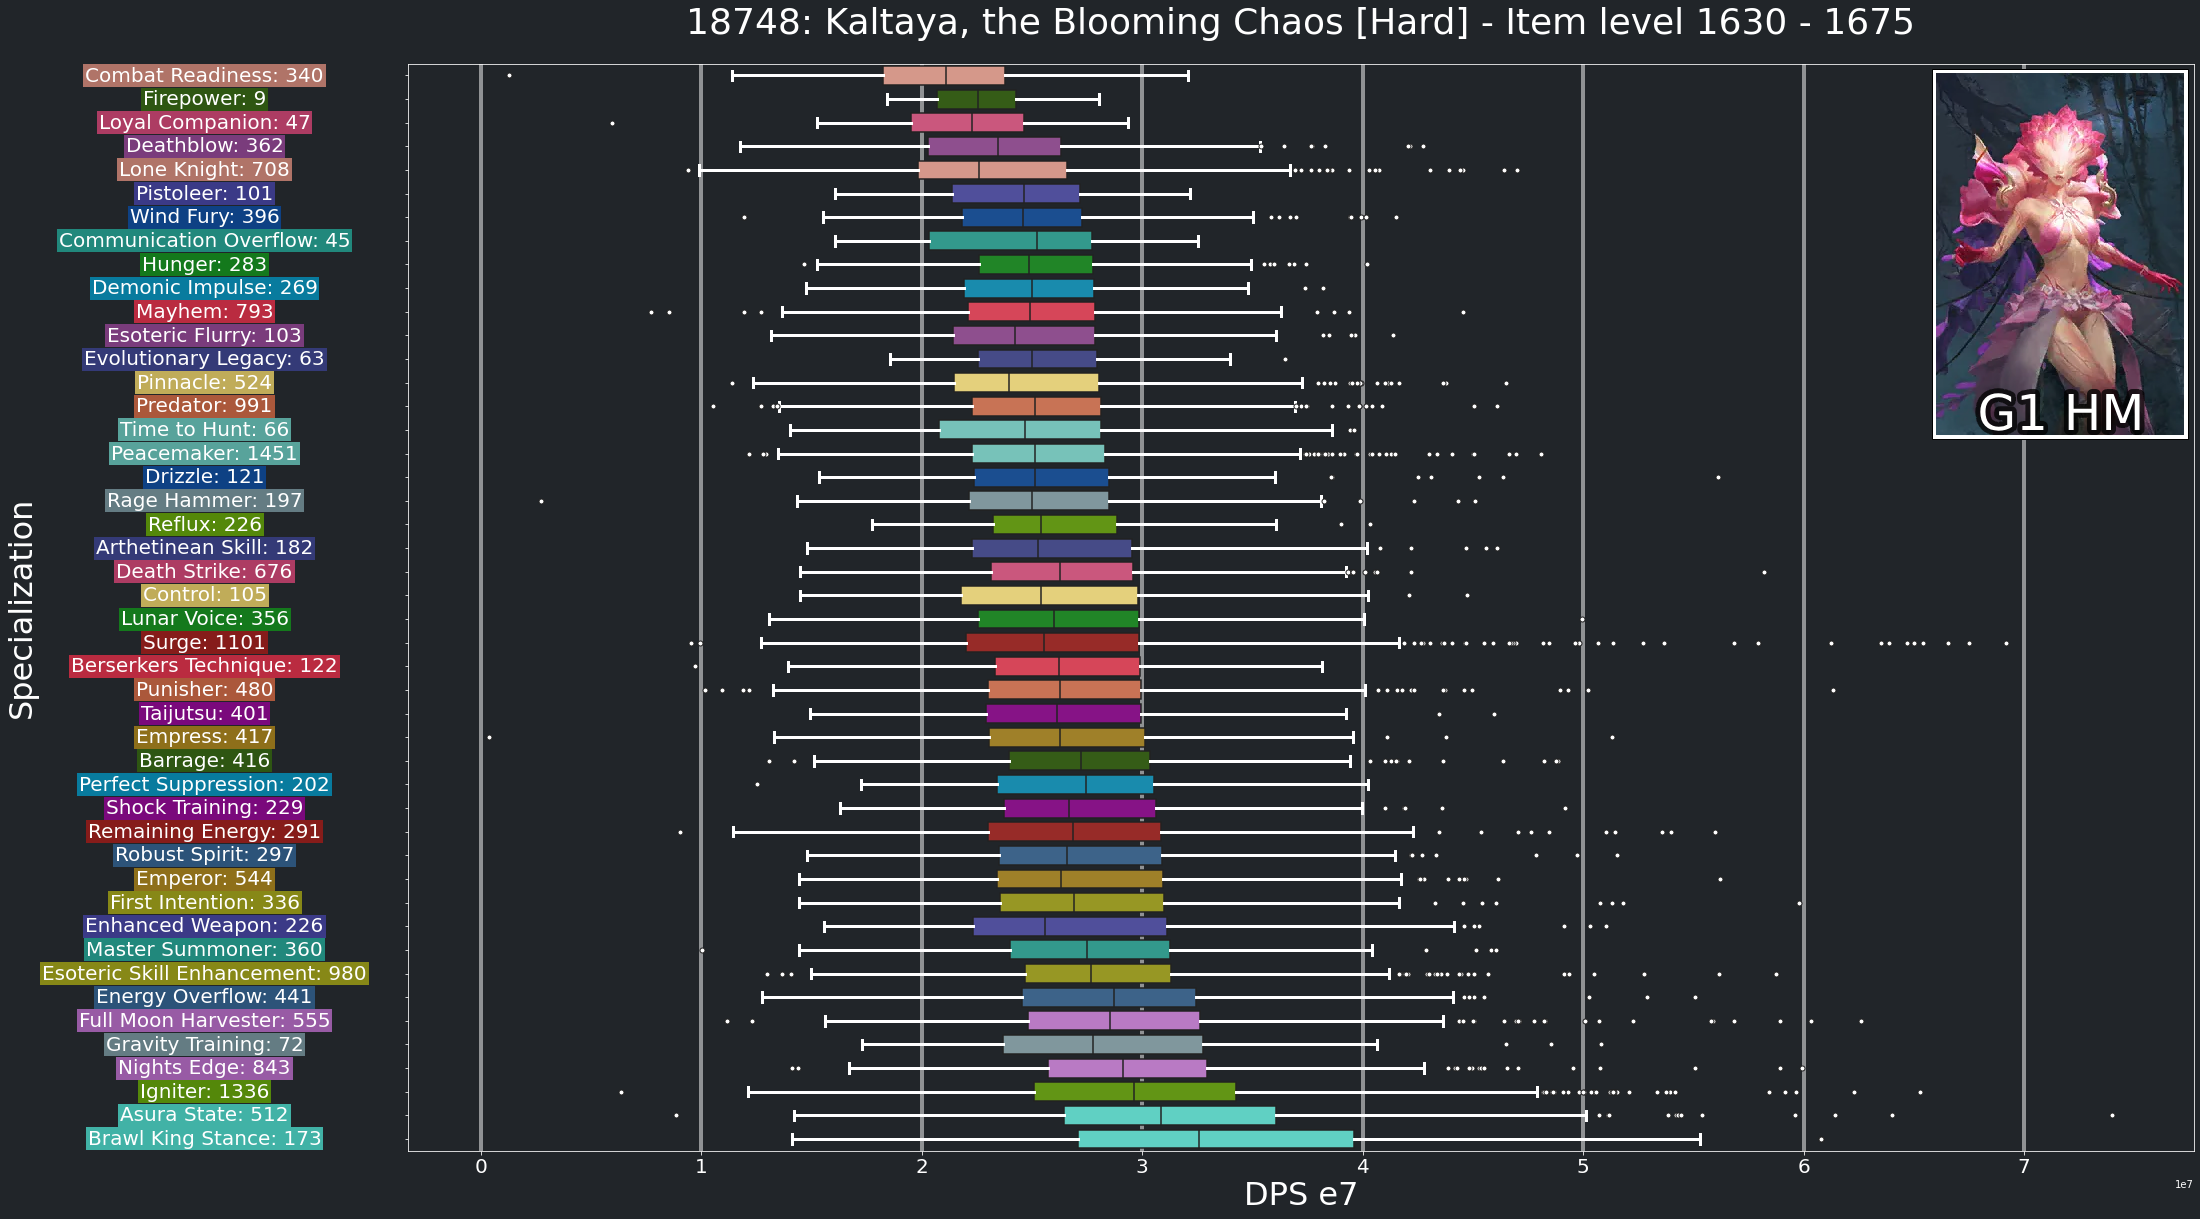 18748: Kaltaya, the Blooming Chaos [Hard] - Item level 1630 - 1675
Combat Readiness: 340
Firepower: 9
Loyal Companion: 47
Deathblow: 362
Lone Knight: 708
Pistoleer: 101
Wind Fury: 396
Communication Overflow: 45
Hunger: 283
Demonic Impulse: 269
Mayhem: 793
Esoteric Flurry: 103
Evolutionary Legacy: 63
Pinnacle: 524
Predator: 991
Time to Hunt: 66
Peacemaker: 1451
Drizzle: 121
Rage Hammer: 197
Reflux: 226
Arthetinean Skill: 182
Death Strike: 676
Control: 105
Lunar Voice: 356
Surge: 1101
Berserkers Technique: 122
Punisher: 480
Taijutsu: 401
Empress: 417
Barrage: 416
Perfect Suppression: 202
Shock Training: 229
Remaining Energy: 291
Robust Spirit: 297
Emperor: 544
First Intention: 336
Enhanced Weapon: 226
Master Summoner: 360
Esoteric Skill Enhancement: 980
Energy Overflow: 441
Full Moon Harvester: 555
Gravity Training: 72
Nights Edge: 843
Igniter: 1336
Asura State: 512
Brawl King Stance: 173
Specialization
G1 HM
0 1 2 3 4 5 6 7
DPS e7
1e7